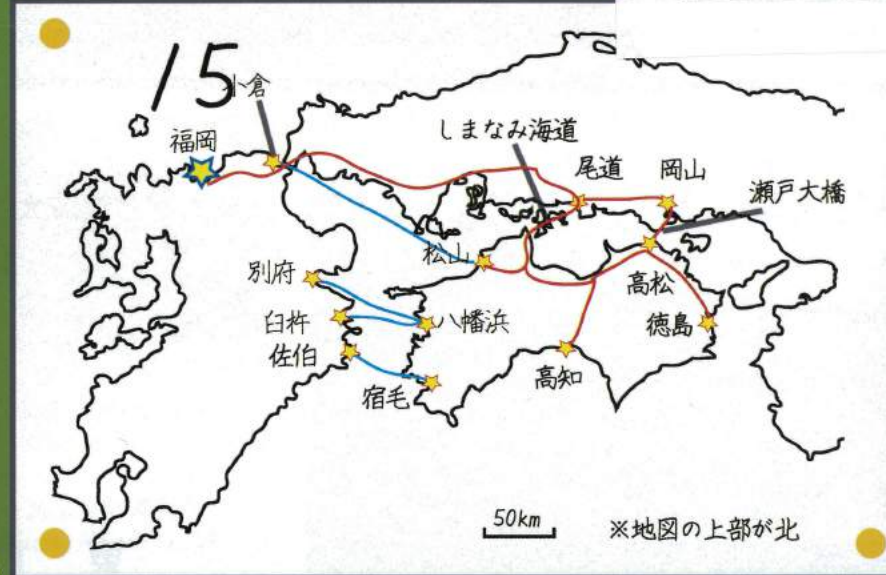 15
小倉
福岡
しまなみ海道
尾道
岡山
瀬戸大橋
松山
別府
高松
臼杵
八幡浜
徳島
佐伯
高知
宿毛
50km
※地図の上部が北